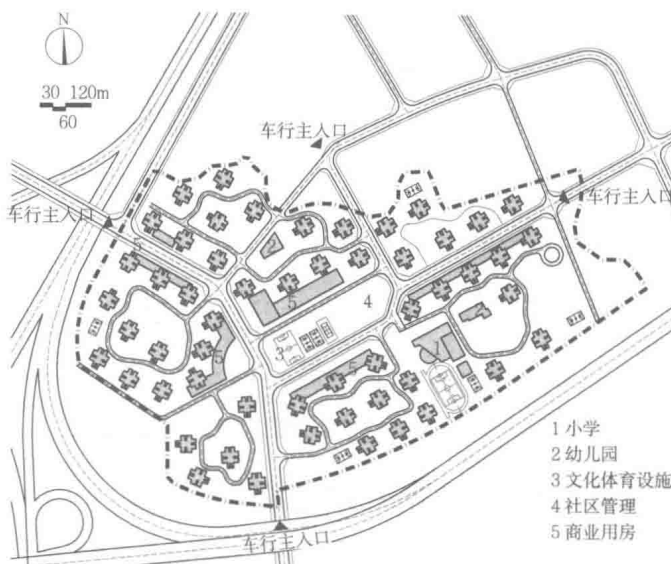 N
30 120m
60
车行主入口
车行主入口
车行主入口
5
2
5
4
3
5
5
车行主入口
1 小学
2 幼儿园
3 文化体育设施
4 社区管理
5 商业用房